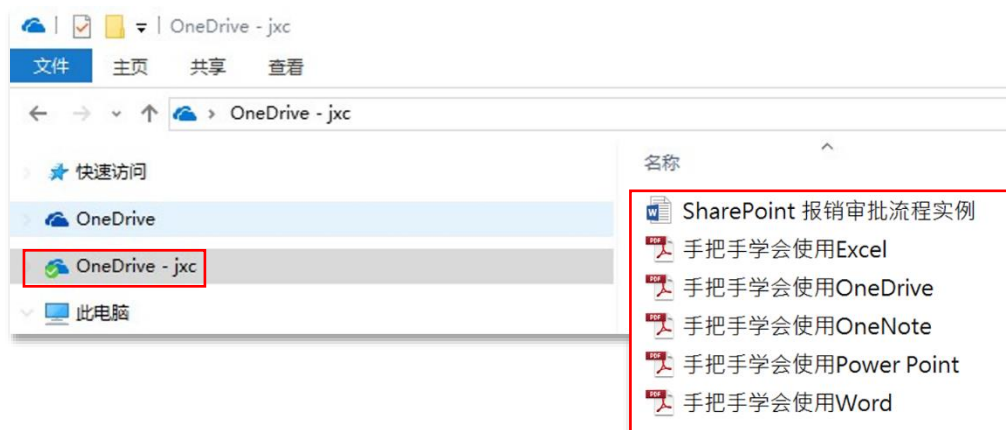 OneDrive - jxc
文件 主页 共享 查看
OneDrive - jxc
快速访问
OneDrive
OneDrive - jxc
此电脑
名称
SharePoint 报销审批流程实例
手把手学会使用Excel
手把手学会使用OneDrive
手把手学会使用OneNote
手把手学会使用Power Point
手把手学会使用Word